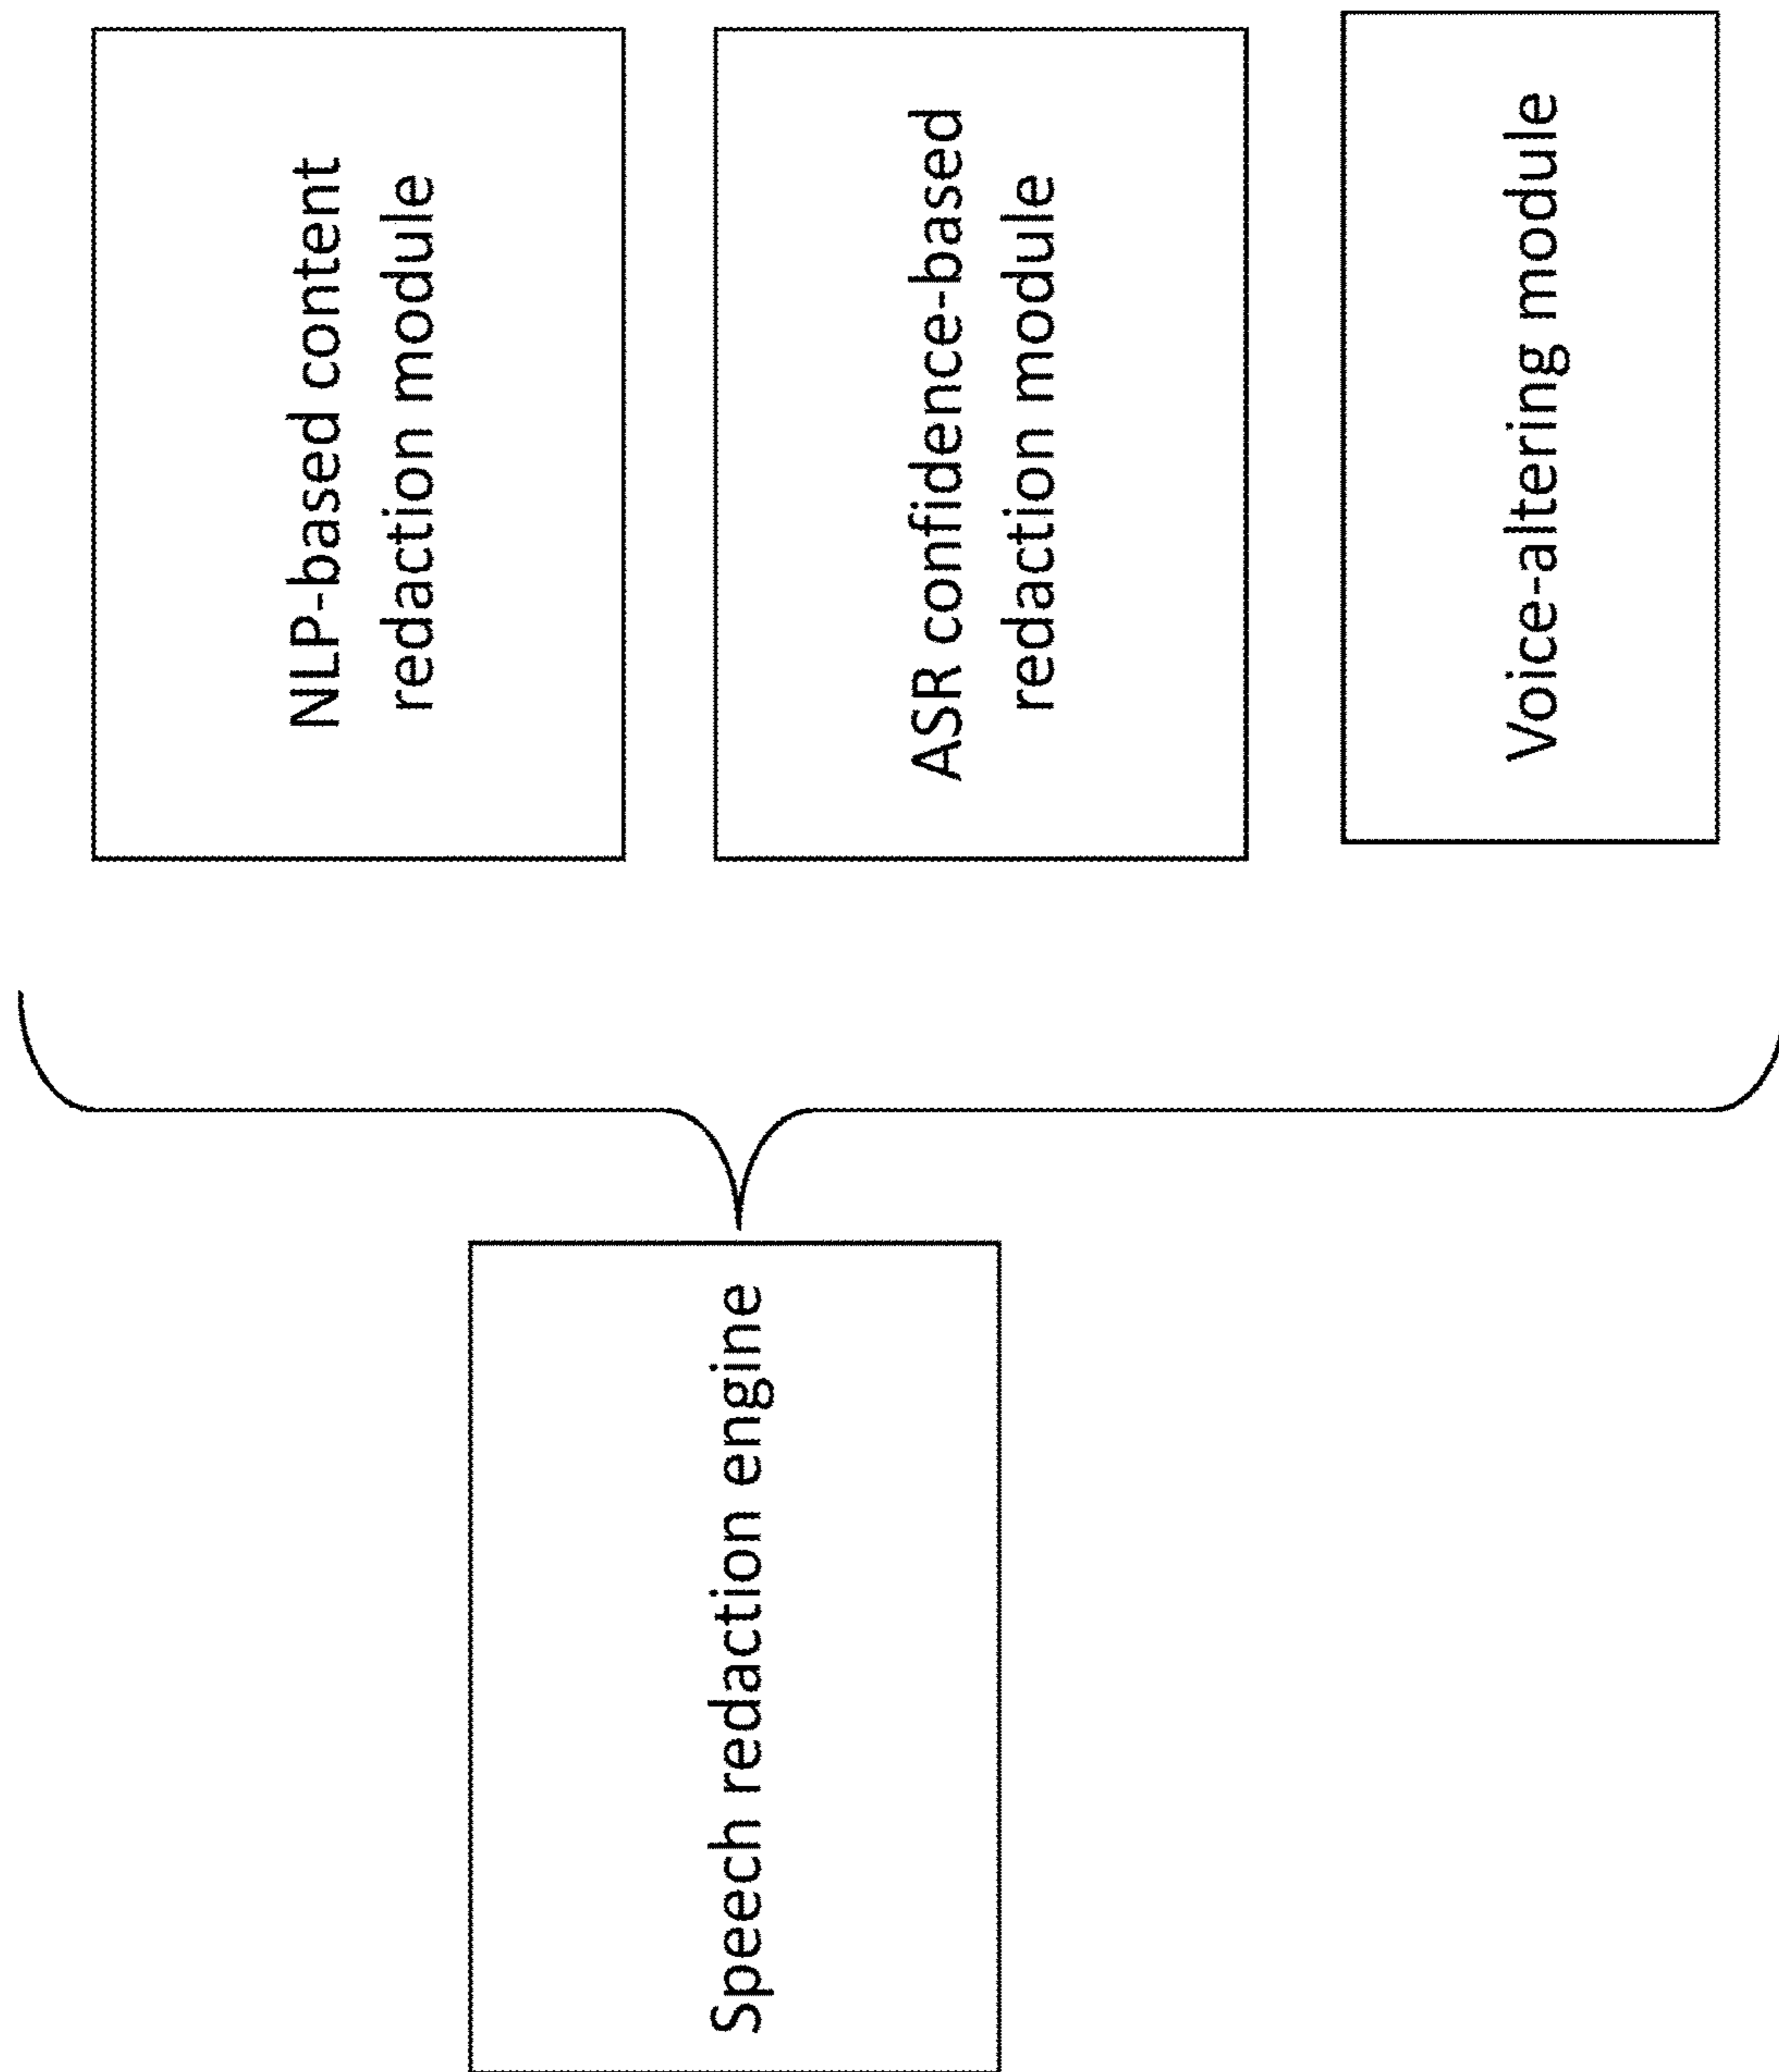 Speech redaction engine
NLP-based content
redaction module
ASR confidence-based
redaction module
Voice-altering module